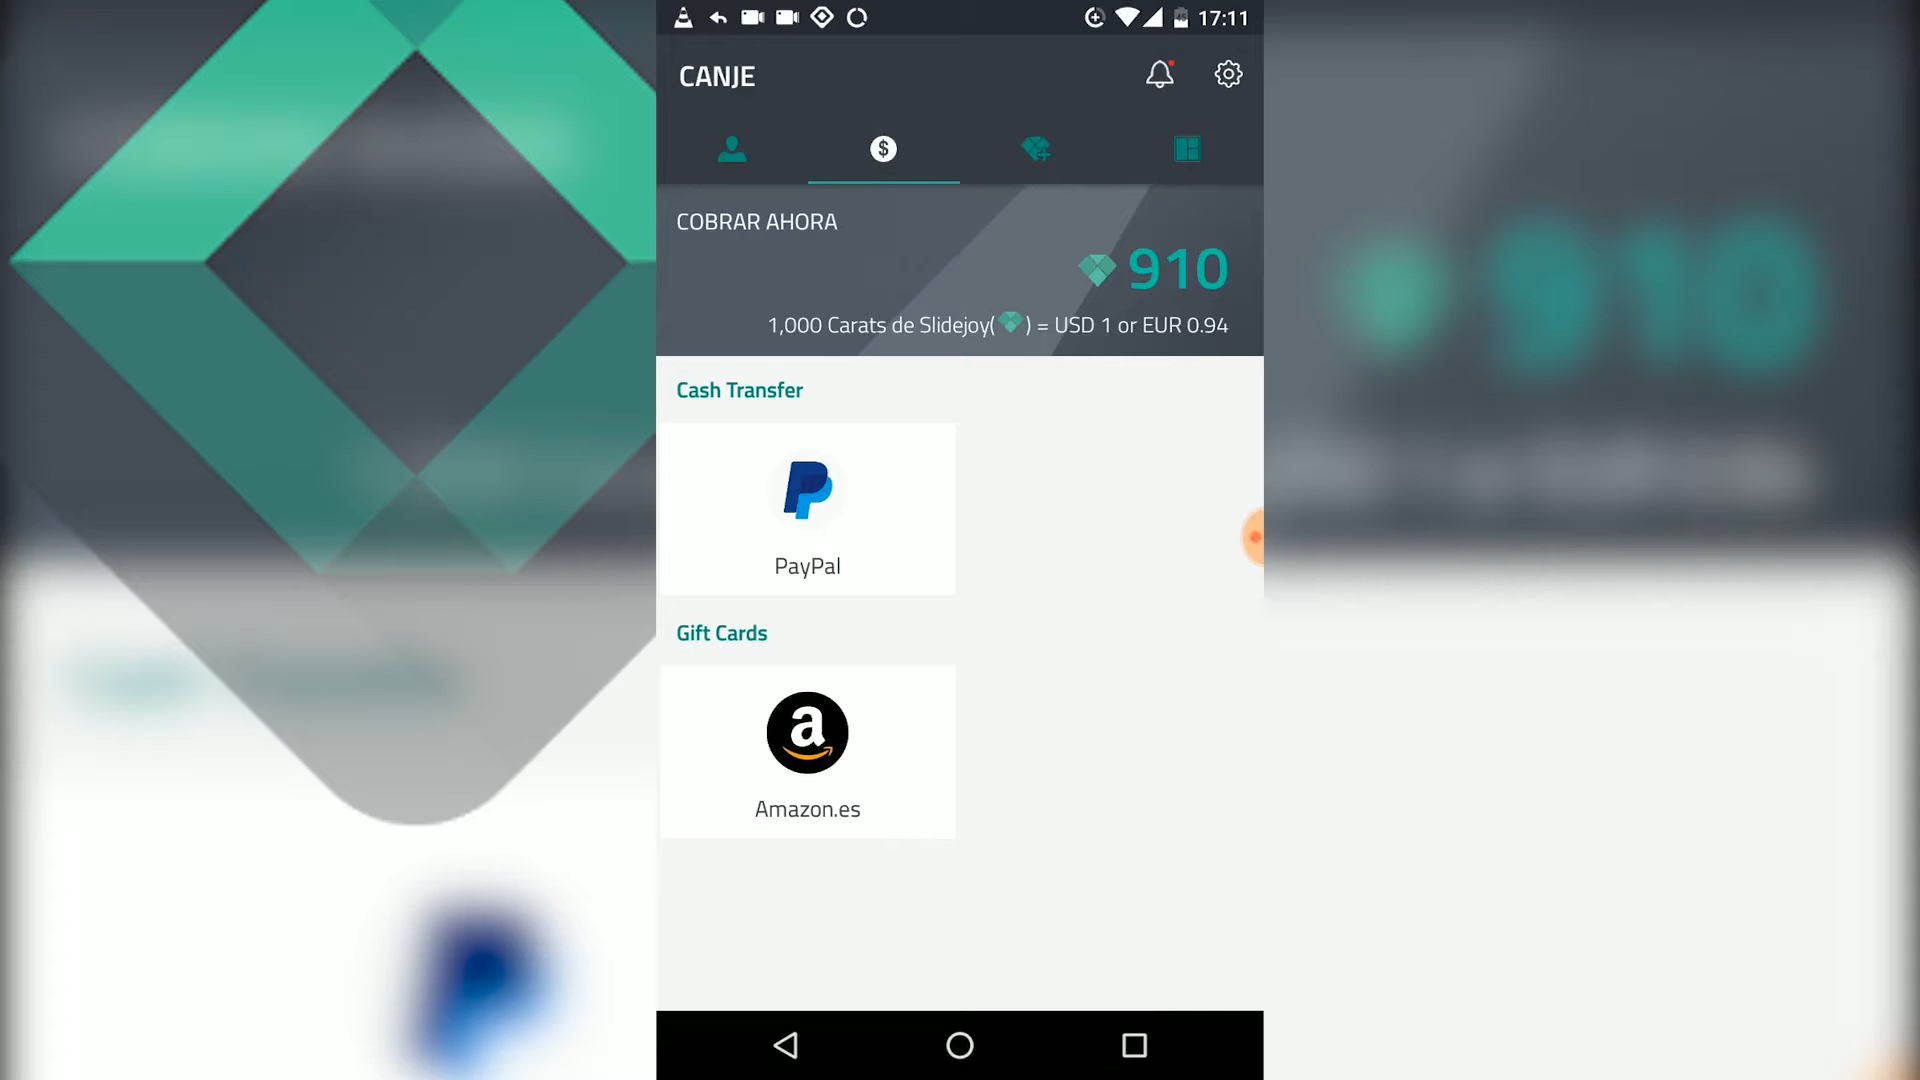 17:11
CANJE
COBRAR AHORA
910
1,000 Carats de Slidejoy( ) = USD 1 or EUR 0.94
Cash Transfer
PayPal
Gift Cards
a
Amazon.es
910